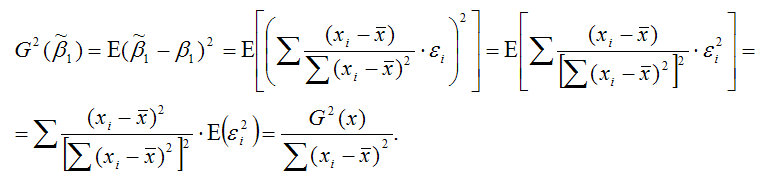 G²(β̃₁) = E(β̃₁ − β₁)² = E[(∑ (xᵢ − x̅)/∑(xᵢ − x̅)² · εᵢ)²] = E[∑ (xᵢ − x̅)/[∑(xᵢ − x̅)²]² · εᵢ²] =
= ∑ (xᵢ − x̅)²/[∑(xᵢ − x̅)²]² · E(εᵢ²) = G²(x)/∑(xᵢ − x̅)².